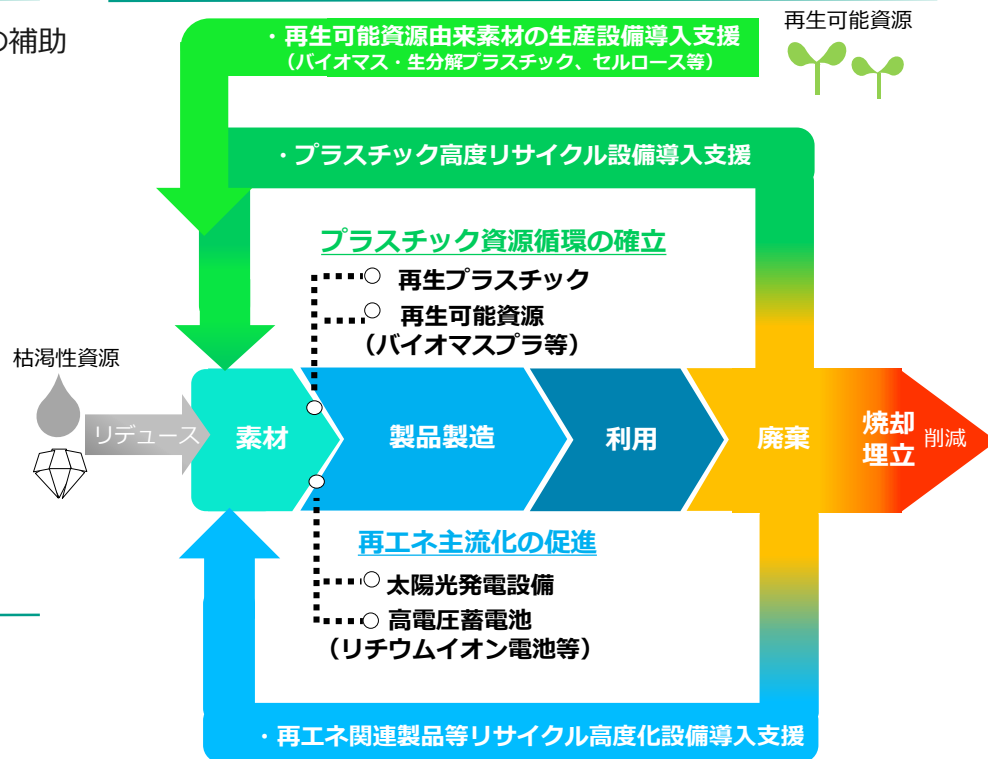 の補助
・再生可能資源由来素材の生産設備導入支援
（バイオマス・生分解プラスチック、セルロース等）
再生可能資源
・プラスチック高度リサイクル設備導入支援
プラスチック資源循環の確立
再生プラスチック
再生可能資源
（バイオマスプラ等）
枯渇性資源
リデュース
素材
製品製造
利用
廃棄
焼却
埋立
削減
再エネ主流化の促進
太陽光発電設備
高電圧蓄電池
（リチウムイオン電池等）
・再エネ関連製品等リサイクル高度化設備導入支援